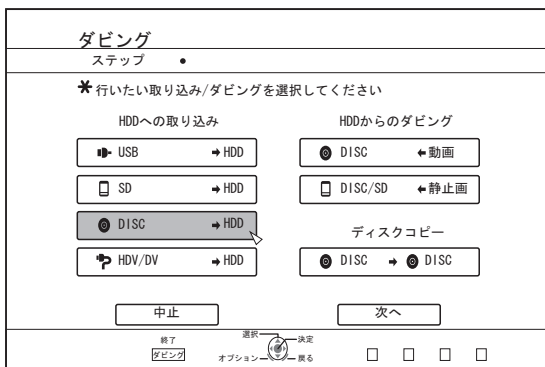 ダビング
ステップ ●
✱行いたい取り込み/ダビングを選択してください
HDDへの取り込み
USB ➡ HDD
SD ➡ HDD
DISC ➡ HDD
HDV/DV ➡ HDD
HDDからのダビング
DISC ⬅ 動画
DISC/SD ⬅ 静止画
ディスクコピー
DISC ➡ DISC
中止
次へ
終了
ダビング
選択
決定
オプション
戻る